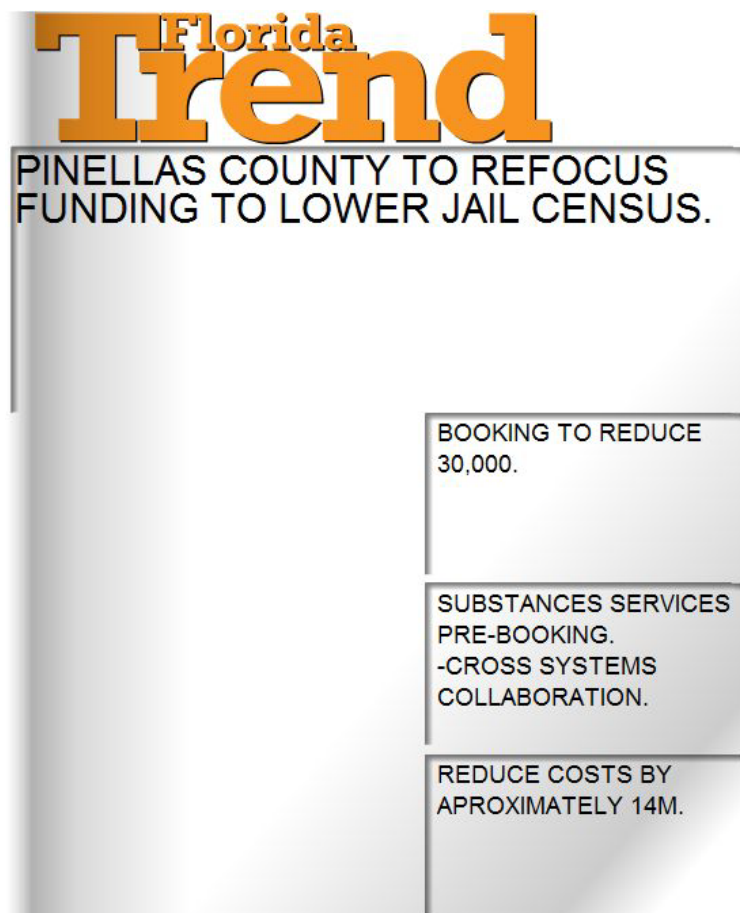 Florida
Trend
PINELLAS COUNTY TO REFOCUS
FUNDING TO LOWER JAIL CENSUS.
BOOKING TO REDUCE
30,000.
SUBSTANCES SERVICES
PRE-BOOKING.
-CROSS SYSTEMS
COLLABORATION.
REDUCE COSTS BY
APROXIMATELY 14M.